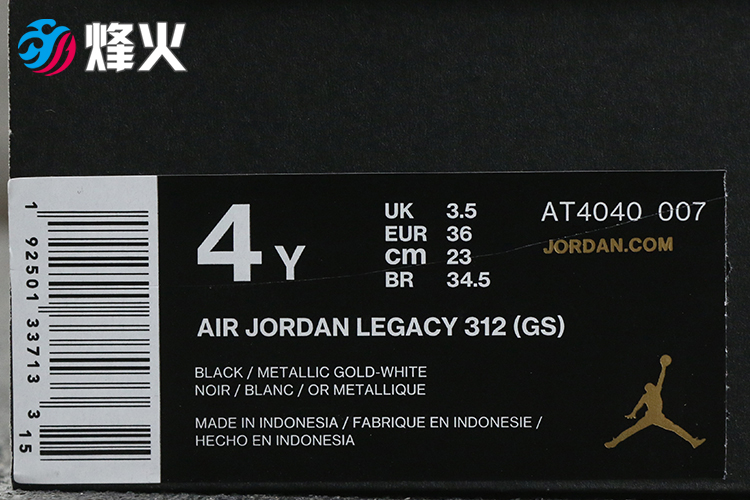 烽火
4 Y
UK 3.5
EUR 36
cm 23
BR 34.5
AT4040 007
JORDAN.COM
AIR JORDAN LEGACY 312 (GS)
BLACK / METALLIC GOLD-WHITE
NOIR / BLANC / OR METALLIQUE
MADE IN INDONESIA / FABRIQUE EN INDONESIE /
HECHO EN INDONESIA
1 92501 33713 3 15